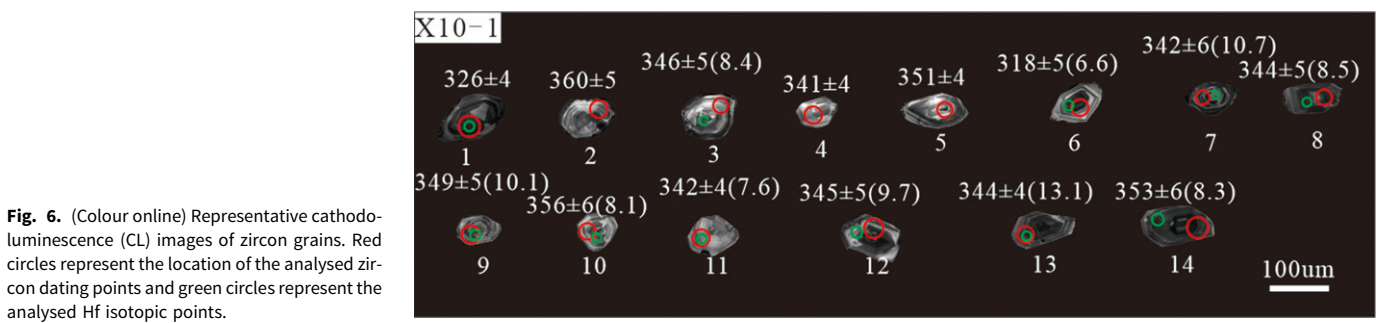 Fig. 6. (Colour online) Representative cathodo-
luminescence (CL) images of zircon grains. Red
circles represent the location of the analysed zir-
con dating points and green circles represent the
analysed Hf isotopic points.
X10-1
326±4 360±5 346±5(8.4) 341±4 351±4 318±5(6.6) 342±6(10.7) 344±5(8.5)
1 2 3 4 5 6 7 8
349±5(10.1) 356±6(8.1) 342±4(7.6) 345±5(9.7) 344±4(13.1) 353±6(8.3)
9 10 11 12 13 14
100um